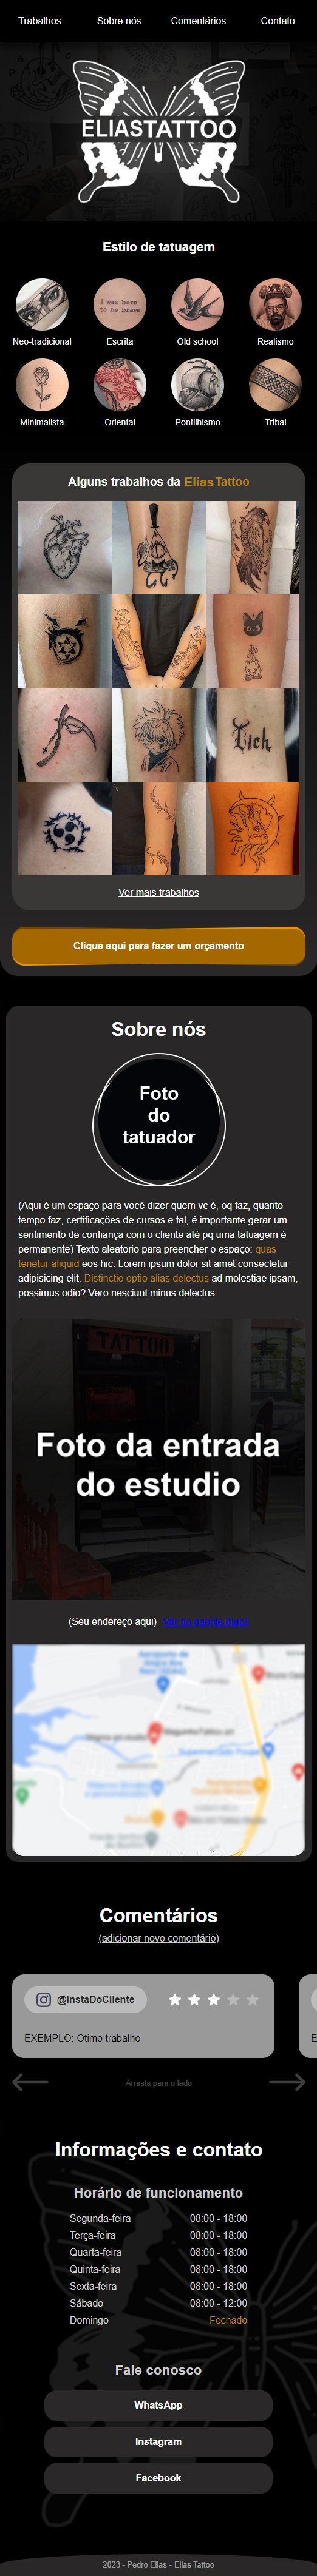 Trabalhos Sobre nós Comentários Contato
ELIASTATTOO
Estilo de tatuagem
Neo-tradicional Escrita Old school Realismo
I was born
to be brave
Minimalista Oriental Pontilhismo Tribal
Alguns trabalhos da Elias Tattoo
Ver mais trabalhos
Clique aqui para fazer um orçamento
Sobre nós
Foto
do
tatuador
(Aqui é um espaço para você dizer quem vc é, oq faz, quanto
tempo faz, certificações de cursos e tal, é importante gerar um
sentimento de confiança com o cliente até pq uma tatuagem é
permanente) Texto aleatorio para preencher o espaço: quas
tenetur aliquid eos hic. Lorem ipsum dolor sit amet consectetur
adipisicing elit. Distinctio optio alias delectus ad molestiae ipsam,
possimus odio? Vero nesciunt minus delectus
TATTOO
Foto da entrada
do estudio
(Seu endereço aqui)
Comentários
(adicionar novo comentário)
@InstaDoCliente
EXEMPLO: Otimo trabalho
Arrasta para o lado
Informações e contato
Horário de funcionamento
Segunda-feira 08:00 - 18:00
Terça-feira 08:00 - 18:00
Quarta-feira 08:00 - 18:00
Quinta-feira 08:00 - 18:00
Sexta-feira 08:00 - 18:00
Sábado 08:00 - 12:00
Domingo Fechado
Fale conosco
WhatsApp
Instagram
Facebook
2023 - Pedro Elias - Elias Tattoo